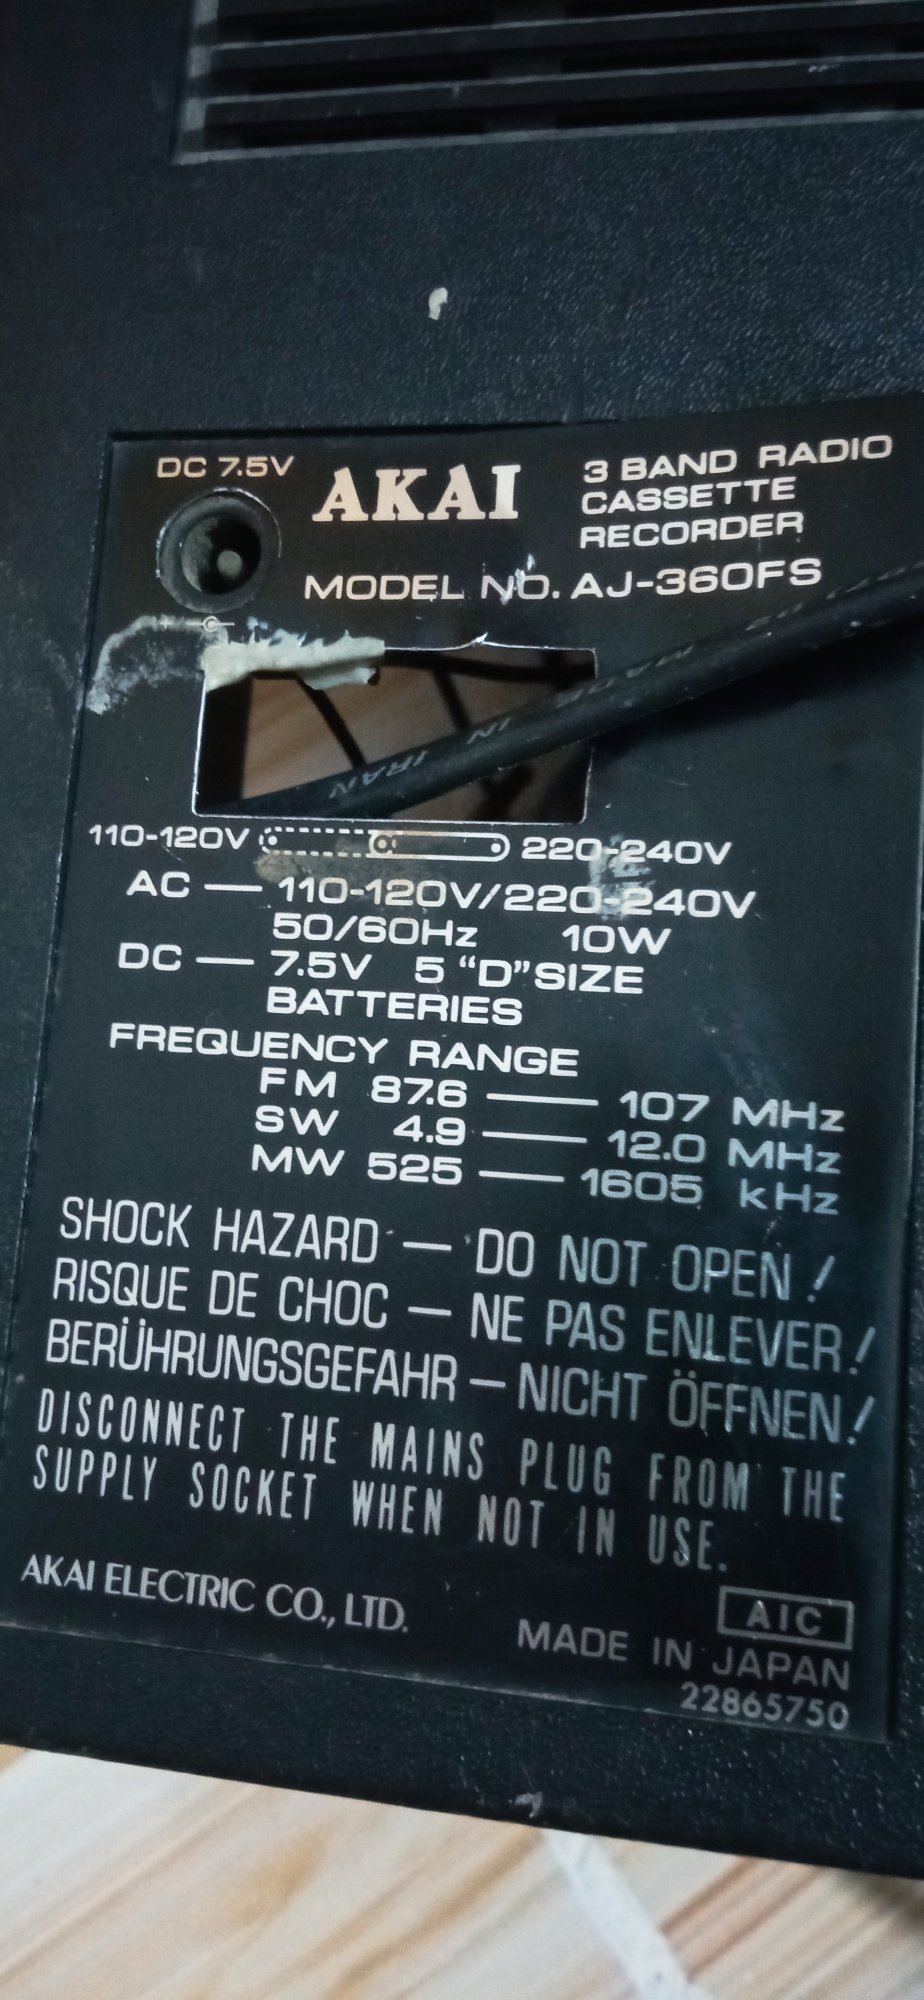 DC 7.5V
AKAI
3 BAND RADIO
CASSETTE
RECORDER
MODEL NO. AJ-360FS
MADE IN IRAN
110-120V 220-240V
AC — 110-120V/220-240V
50/60Hz 10W
DC — 7.5V 5 “D” SIZE
BATTERIES
FREQUENCY RANGE
FM 87.6 — 107 MHz
SW 4.9 — 12.0 MHz
MW 525 — 1605 kHz
SHOCK HAZARD — DO NOT OPEN!
RISQUE DE CHOC — NE PAS ENLEVER!
BERÜHRUNGSGEFAHR — NICHT ÖFFNEN!
DISCONNECT THE MAINS PLUG FROM THE
SUPPLY SOCKET WHEN NOT IN USE.
AKAI ELECTRIC CO., LTD.
AIC
MADE IN JAPAN
22865750